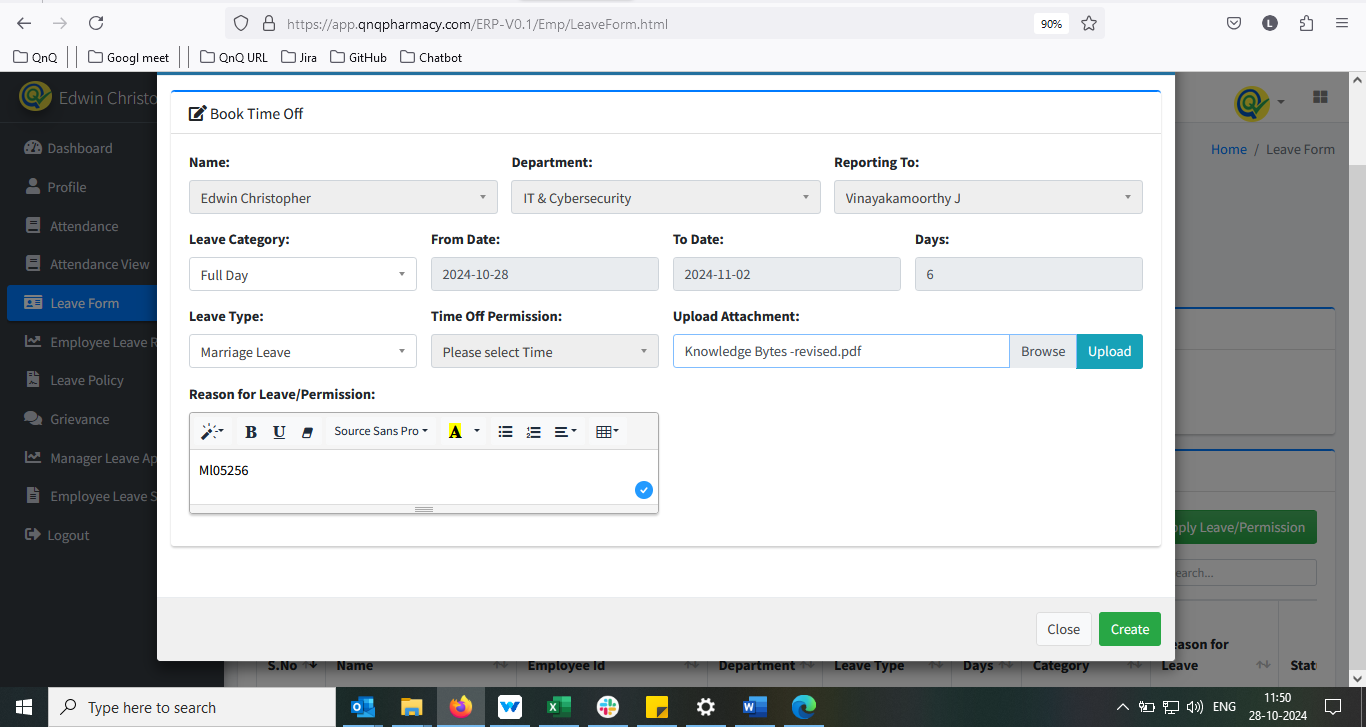 https://app.qnqpharmacy.com/ERP-V0.1/Emp/LeaveForm.html 90% L
QnQ Googl meet QnQ URL Jira GitHub Chatbot
Edwin Christo
Home / Leave Form
Dashboard
Profile
Attendance
Attendance View
Leave Form
Employee Leave R
Leave Policy
Grievance
Manager Leave Ap
Employee Leave S
Logout
Book Time Off
Name: Department: Reporting To:
Edwin Christopher IT & Cybersecurity Vinayakamoorthy J
Leave Category: From Date: To Date: Days:
Full Day 2024-10-28 2024-11-02 6
Leave Type: Time Off Permission: Upload Attachment:
Marriage Leave Please select Time Knowledge Bytes -revised.pdf Browse Upload
Reason for Leave/Permission:
B U Source Sans Pro A
Ml05256
Close Create
pply Leave/Permission
earch...
S.No Name Employee Id Department Leave Type Days Category eason for Leave Stat
Type here to search
ENG 11:50
28-10-2024